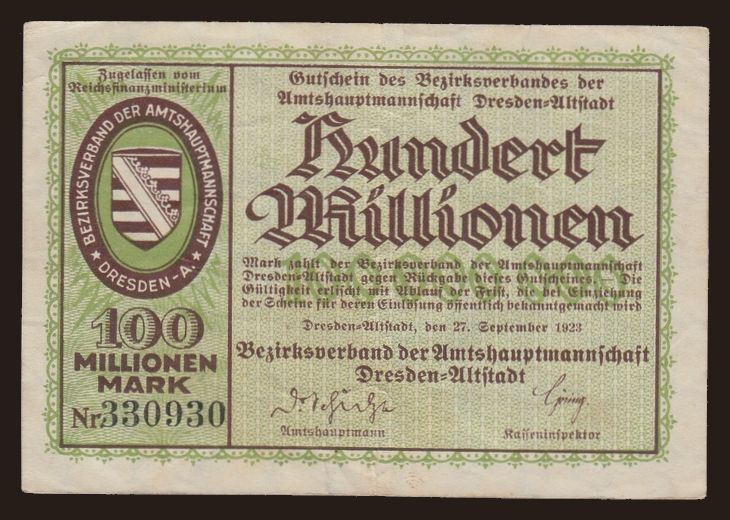 Zugelassen vom
Reichsfinanzministerium
BEZIRKSVERBAND DER AMTSHAUPTMANNSCHAFT
★ DRESDEN-A. ★
100
MILLIONEN
MARK
Nr. 330930
Gutschein des Bezirksverbandes der
Amtshauptmannschaft Dresden=Altstadt
Hundert
Millionen
Mark zahlt der Bezirksverband der Amtshauptmannschaft
Dresden=Altstadt gegen Rückgabe dieses Gutscheines. Die
Gültigkeit erlischt mit Ablauf der Frist, die bei Einziehung
der Scheine für deren Einlösung öffentlich bekanntgemacht wird
Dresden=Altstadt, den 27. September 1923
Bezirksverband der Amtshauptmannschaft
Dresden=Altstadt
Amtshauptmann
Kasseninspektor